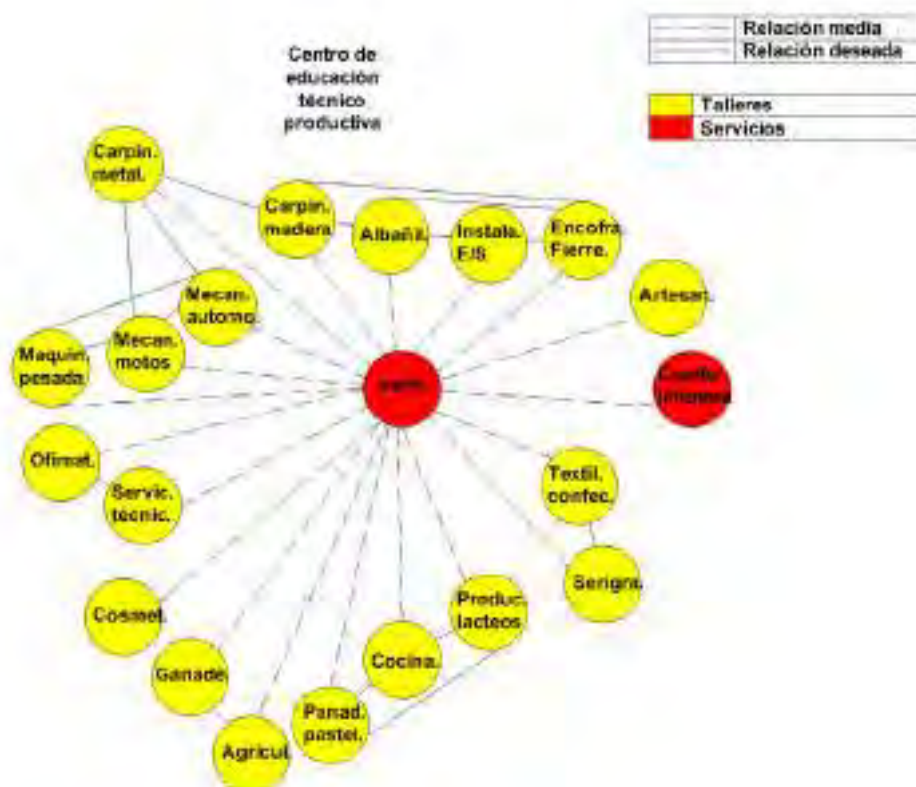 Relación media
Relación deseada
Centro de
educación
técnico
productiva
Talleres
Servicios
Carpin.
metal.
Carpin.
madera
Albañil.
Instala.
E/S
Encofra.
Fierre.
Artesan.
Mecan.
automo.
Mecan.
motos
Maquin.
pesada
Ofimat.
Servic.
tecnic.
Textil.
confec.
Serigra.
Cosmet.
Produc.
lacteos
Cocina.
Ganade.
Panad.
pastel.
Agricul.